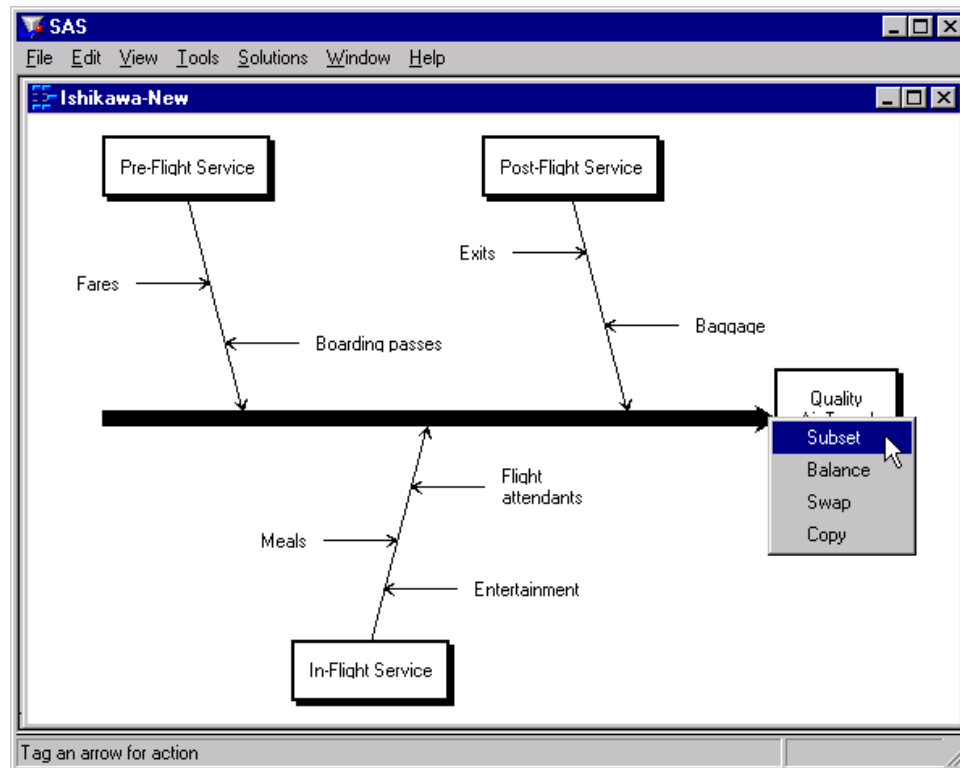 SAS
File Edit View Tools Solutions Window Help
Ishikawa-New
Pre-Flight Service
Post-Flight Service
Exits
Fares
Baggage
Boarding passes
Quality
Subset
Balance
Swap
Copy
Flight
attendants
Meals
Entertainment
In-Flight Service
Tag an arrow for action